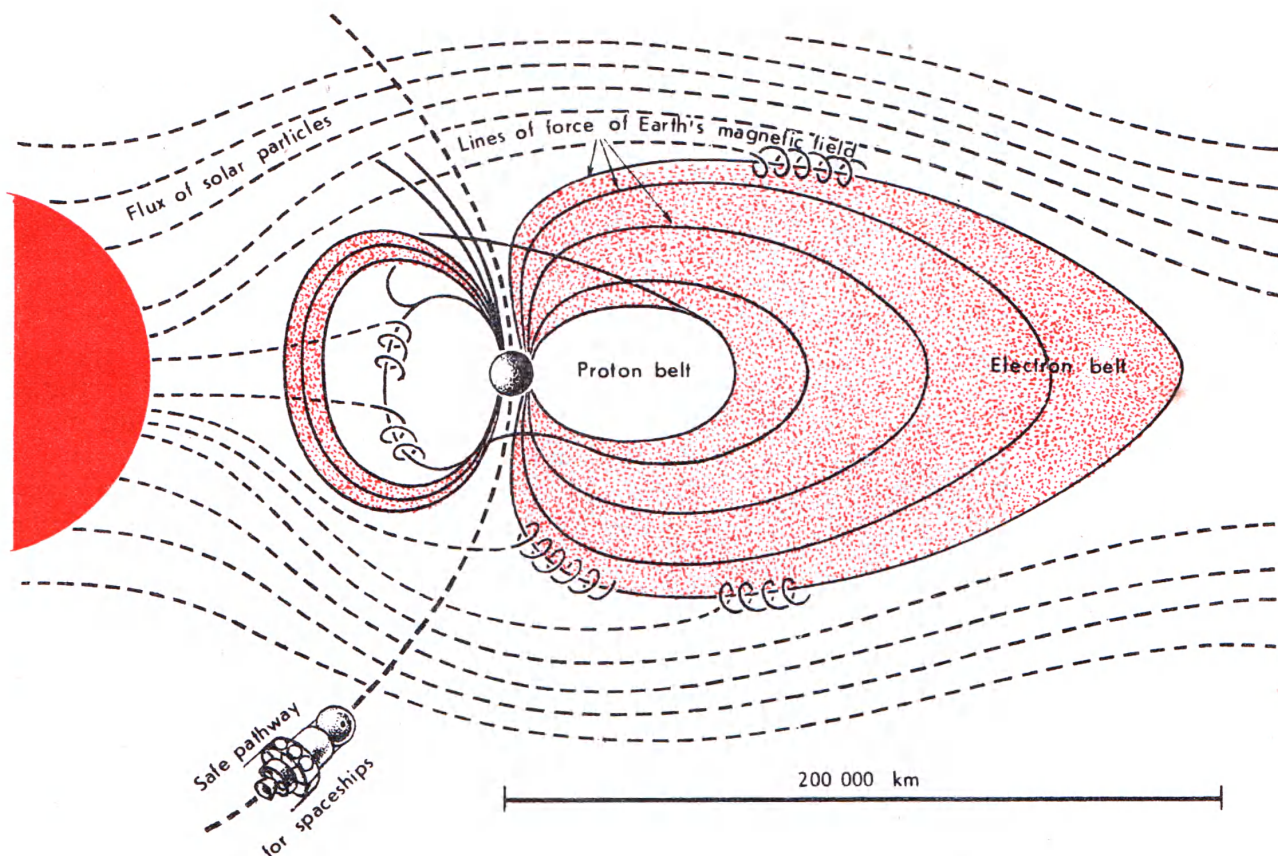 Flux of solar paricles
Lines of force of Earth's magnetic field
Proton belt
Electron belt
Safe pathway
for spaceships
200 000 km